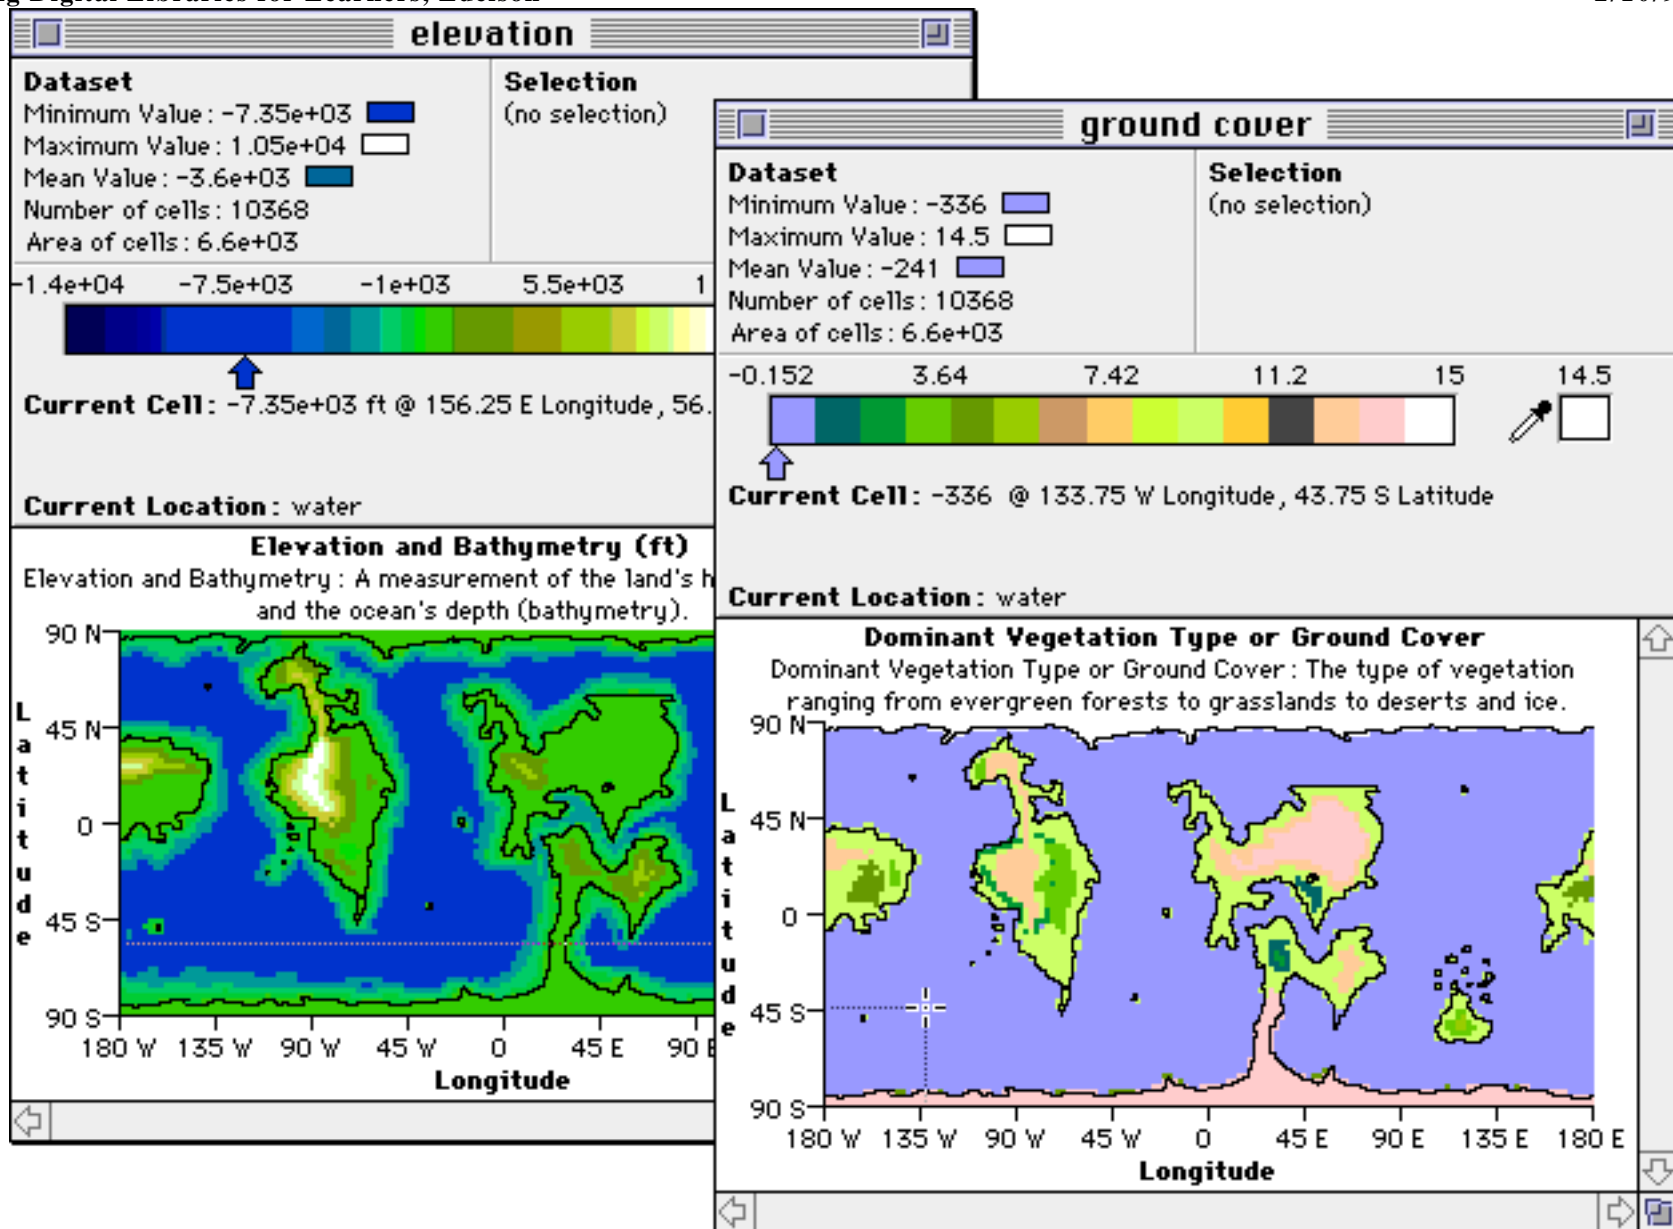 Digital Libraries for Learners, Edelson
elevation
Dataset
Minimum Value: -7.35e+03
Maximum Value: 1.05e+04
Mean Value: -3.6e+03
Number of cells: 10368
Area of cells: 6.6e+03
Selection
(no selection)
-1.4e+04 -7.5e+03 -1e+03 5.5e+03 1
Current Cell: -7.35e+03 ft @ 156.25 E Longitude, 56.
Current Location: water
Elevation and Bathymetry (ft)
Elevation and Bathymetry: A measurement of the land's h
and the ocean's depth (bathymetry).
90 N
45 N
0
45 S
90 S
Latitude
180 W 135 W 90 W 45 W 0 45 E 90 E
Longitude
ground cover
Dataset
Minimum Value: -336
Maximum Value: 14.5
Mean Value: -241
Number of cells: 10368
Area of cells: 6.6e+03
Selection
(no selection)
-0.152 3.64 7.42 11.2 15 14.5
Current Cell: -336 @ 133.75 W Longitude, 43.75 S Latitude
Current Location: water
Dominant Vegetation Type or Ground Cover
Dominant Vegetation Type or Ground Cover: The type of vegetation
ranging from evergreen forests to grasslands to deserts and ice.
90 N
45 N
0
45 S
90 S
Latitude
180 W 135 W 90 W 45 W 0 45 E 90 E 135 E 180 E
Longitude